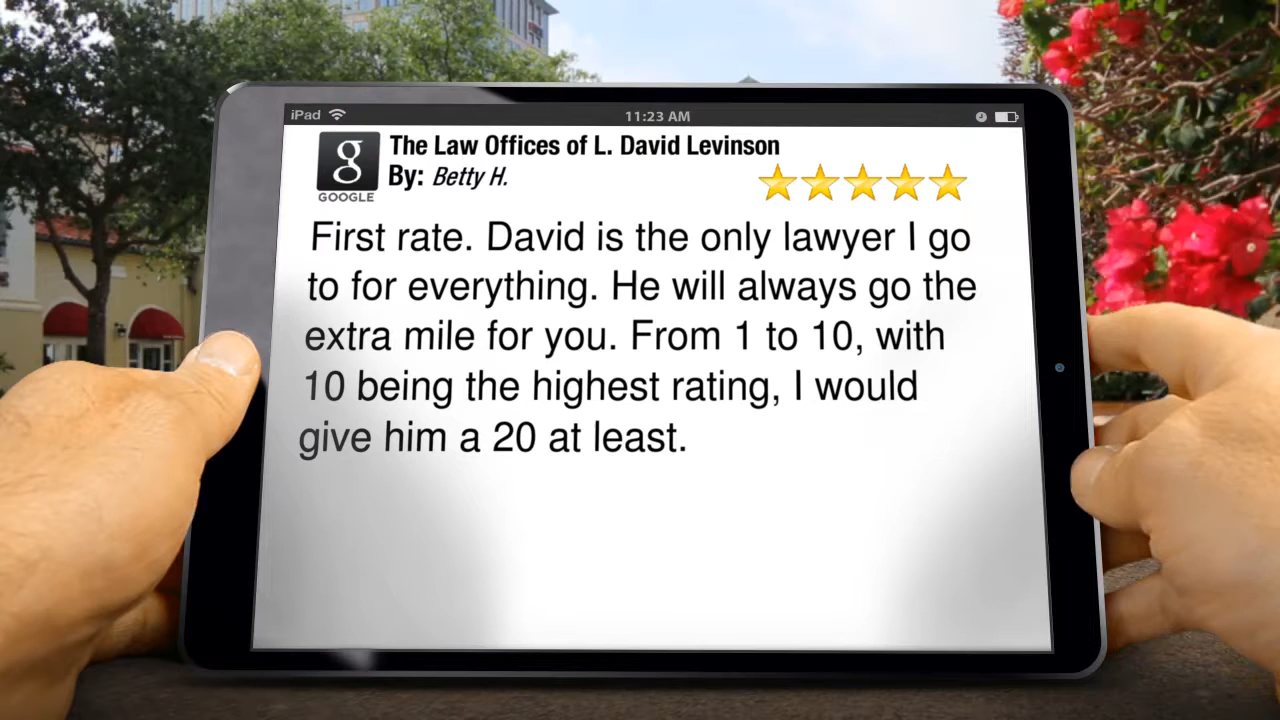 iPad
11:23 AM
g
GOOGLE
The Law Offices of L. David Levinson
By: Betty H.
First rate. David is the only lawyer I go
to for everything. He will always go the
extra mile for you. From 1 to 10, with
10 being the highest rating, I would
give him a 20 at least.